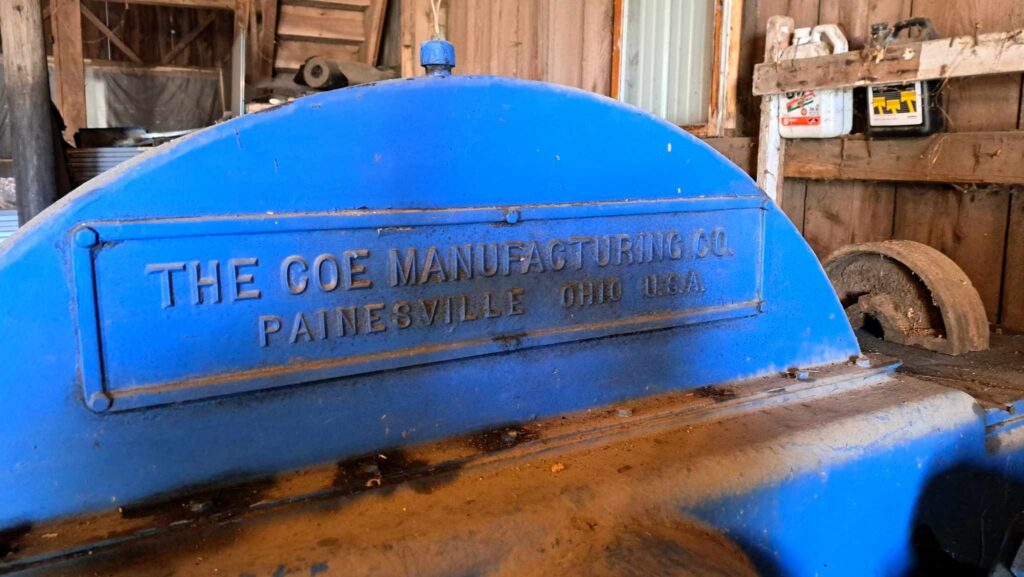 THE COE MANUFACTURING CO.
PAINESVILLE OHIO U.S.A.